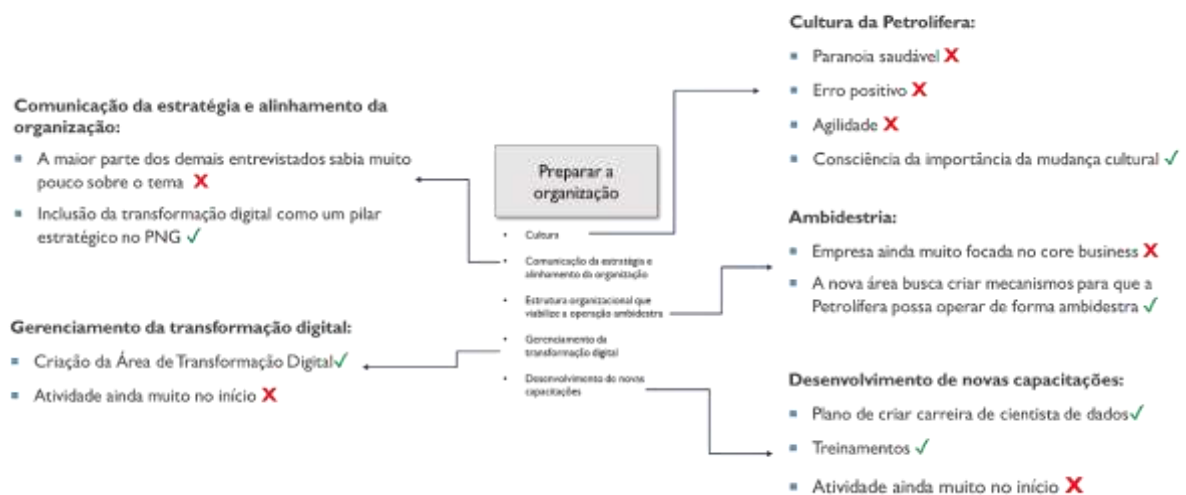 Comunicação da estratégia e alinhamento da
organização:
A maior parte dos demais entrevistados sabia muito
pouco sobre o tema X
Inclusão da transformação digital como um pilar
estratégico no PNG ✓
Gerenciamento da transformação digital:
Criação da Área de Transformação Digital ✓
Atividade ainda muito no início X
Preparar a
organização
Cultura
Comunicação da estratégia e
alinhamento da organização
Estrutura organizacional que
viabilize a operação ambidestra
Gerenciamento da
transformação digital
Desenvolvimento de novas
capacitações
Cultura da Petrolífera:
Paranoia saudável X
Erro positivo X
Agilidade X
Consciência da importância da mudança cultural ✓
Ambidestria:
Empresa ainda muito focada no core business X
A nova área busca criar mecanismos para que a
Petrolífera possa operar de forma ambidestra ✓
Desenvolvimento de novas capacitações:
Plano de criar carreira de cientista de dados ✓
Treinamentos ✓
Atividade ainda muito no início X